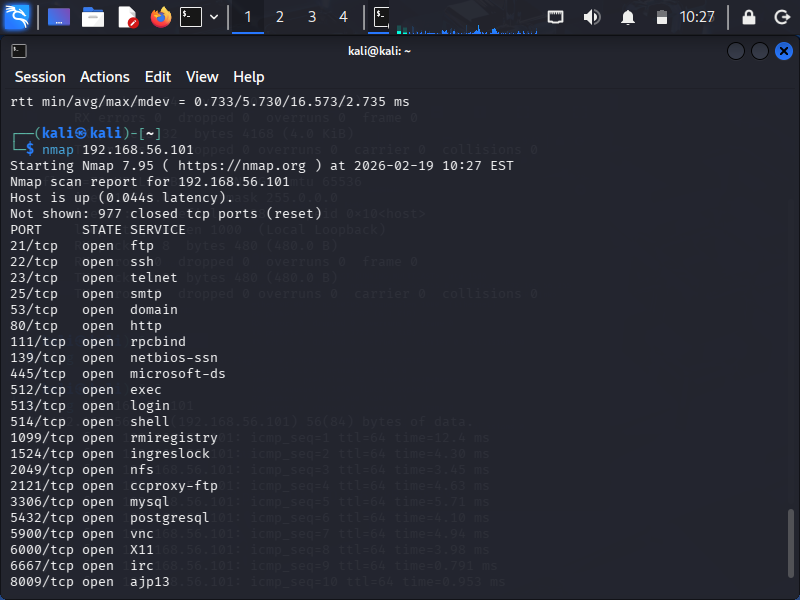 1 2 3 4 10:27
kali@kali: ~
Session Actions Edit View Help
rtt min/avg/max/mdev = 0.733/5.730/16.573/2.735 ms
┌──(kali㉿kali)-[~]
└─$ nmap 192.168.56.101
Starting Nmap 7.95 ( https://nmap.org ) at 2026-02-19 10:27 EST
Nmap scan report for 192.168.56.101
Host is up (0.044s latency).
Not shown: 977 closed tcp ports (reset)
PORT     STATE SERVICE
21/tcp   open  ftp
22/tcp   open  ssh
23/tcp   open  telnet
25/tcp   open  smtp
53/tcp   open  domain
80/tcp   open  http
111/tcp  open  rpcbind
139/tcp  open  netbios-ssn
445/tcp  open  microsoft-ds
512/tcp  open  exec
513/tcp  open  login
514/tcp  open  shell
1099/tcp open  rmiregistry
1524/tcp open  ingreslock
2049/tcp open  nfs
2121/tcp open  ccproxy-ftp
3306/tcp open  mysql
5432/tcp open  postgresql
5900/tcp open  vnc
6000/tcp open  X11
6667/tcp open  irc
8009/tcp open  ajp13